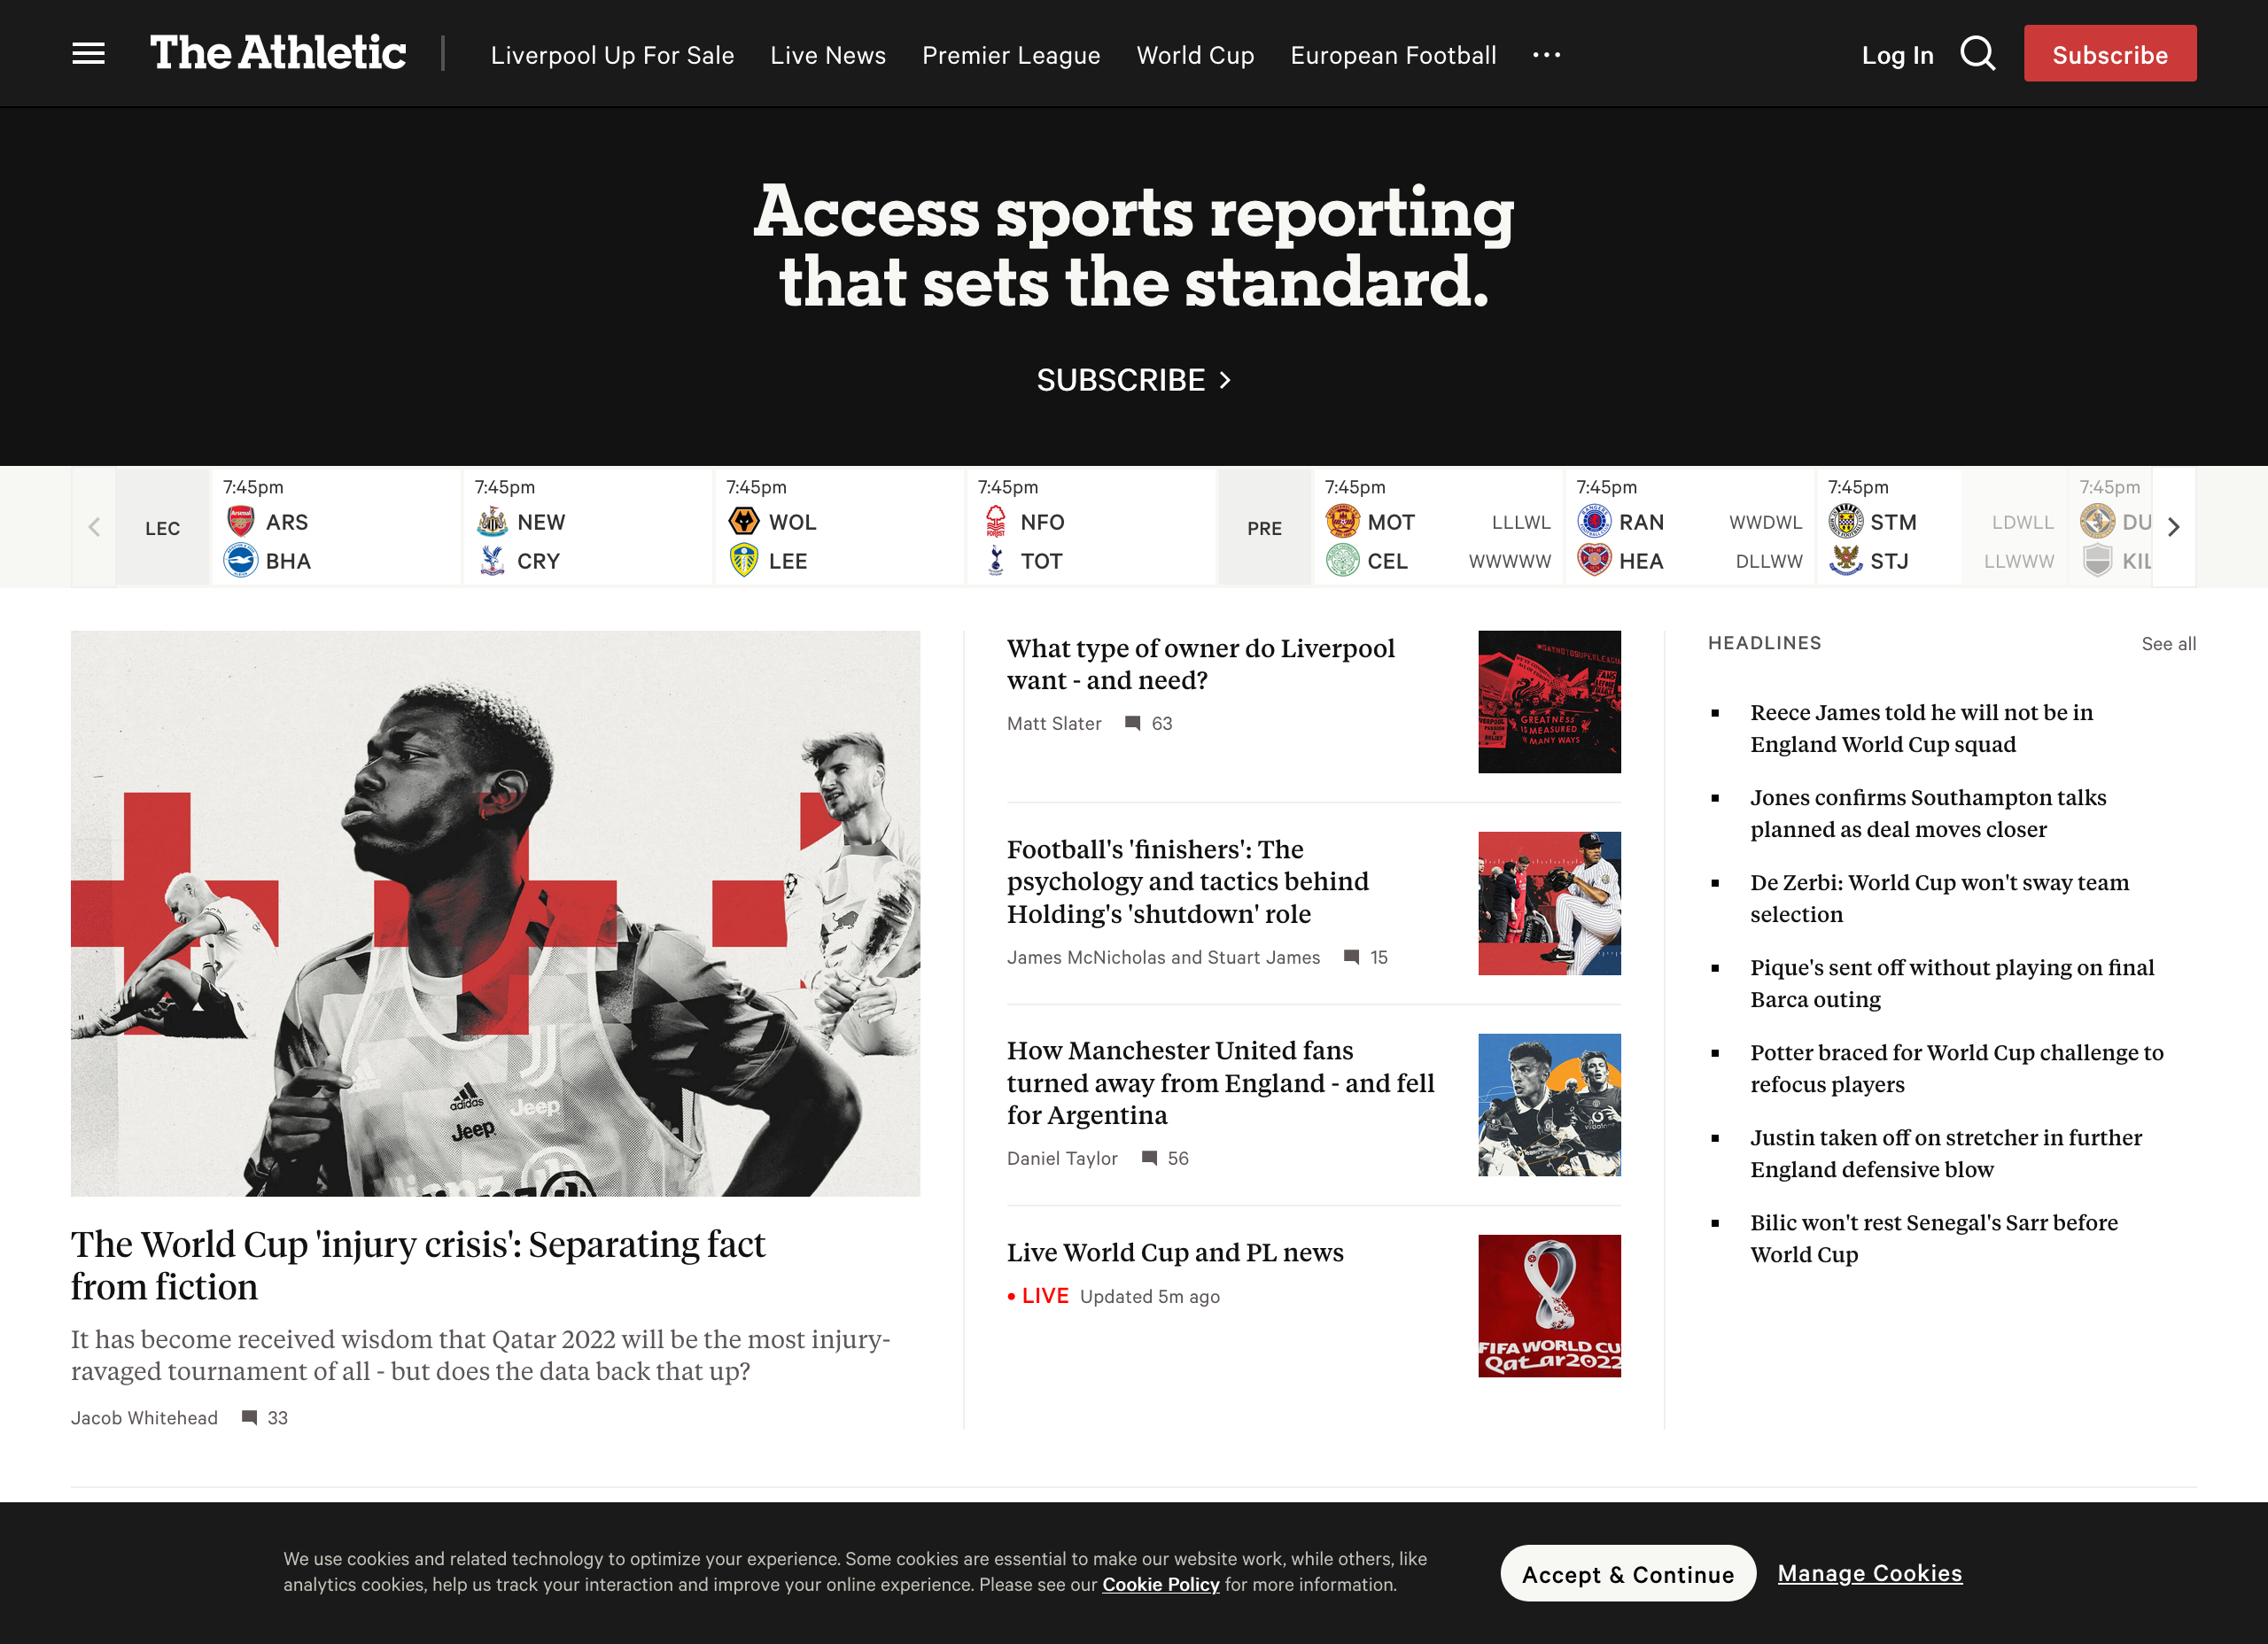 The Athletic
Liverpool Up For Sale
Live News
Premier League
World Cup
European Football
Log In
Subscribe
Access sports reporting
that sets the standard.
SUBSCRIBE
LEC
7:45pm
ARS
BHA
7:45pm
NEW
CRY
7:45pm
WOL
LEE
7:45pm
NFO
TOT
PRE
7:45pm
MOT LLLWL
CEL WWWWW
7:45pm
RAN WWDWL
HEA DLLWW
7:45pm
STM LDWLL
STJ LLWWW
7:45pm
DU
KIL
adidas
Jeep
Jeep
The World Cup 'injury crisis': Separating fact
from fiction
It has become received wisdom that Qatar 2022 will be the most injury-
ravaged tournament of all - but does the data back that up?
Jacob Whitehead 33
What type of owner do Liverpool
want - and need?
Matt Slater 63
GREATNESS
IS MEASURED
IN MANY WAYS
Football's 'finishers': The
psychology and tactics behind
Holding's 'shutdown' role
James McNicholas and Stuart James 15
How Manchester United fans
turned away from England - and fell
for Argentina
Daniel Taylor 56
Live World Cup and PL news
• LIVE Updated 5m ago
FIFA WORLD CU
Qatar2022
HEADLINES
See all
Reece James told he will not be in
England World Cup squad
Jones confirms Southampton talks
planned as deal moves closer
De Zerbi: World Cup won't sway team
selection
Pique's sent off without playing on final
Barca outing
Potter braced for World Cup challenge to
refocus players
Justin taken off on stretcher in further
England defensive blow
Bilic won't rest Senegal's Sarr before
World Cup
We use cookies and related technology to optimize your experience. Some cookies are essential to make our website work, while others, like
analytics cookies, help us track your interaction and improve your online experience. Please see our Cookie Policy for more information.
Accept & Continue
Manage Cookies